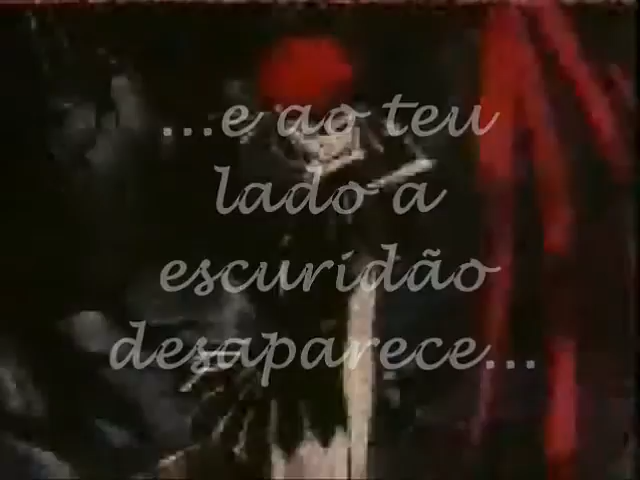 ...e ao teu
lado a
escuridão
desaparece...